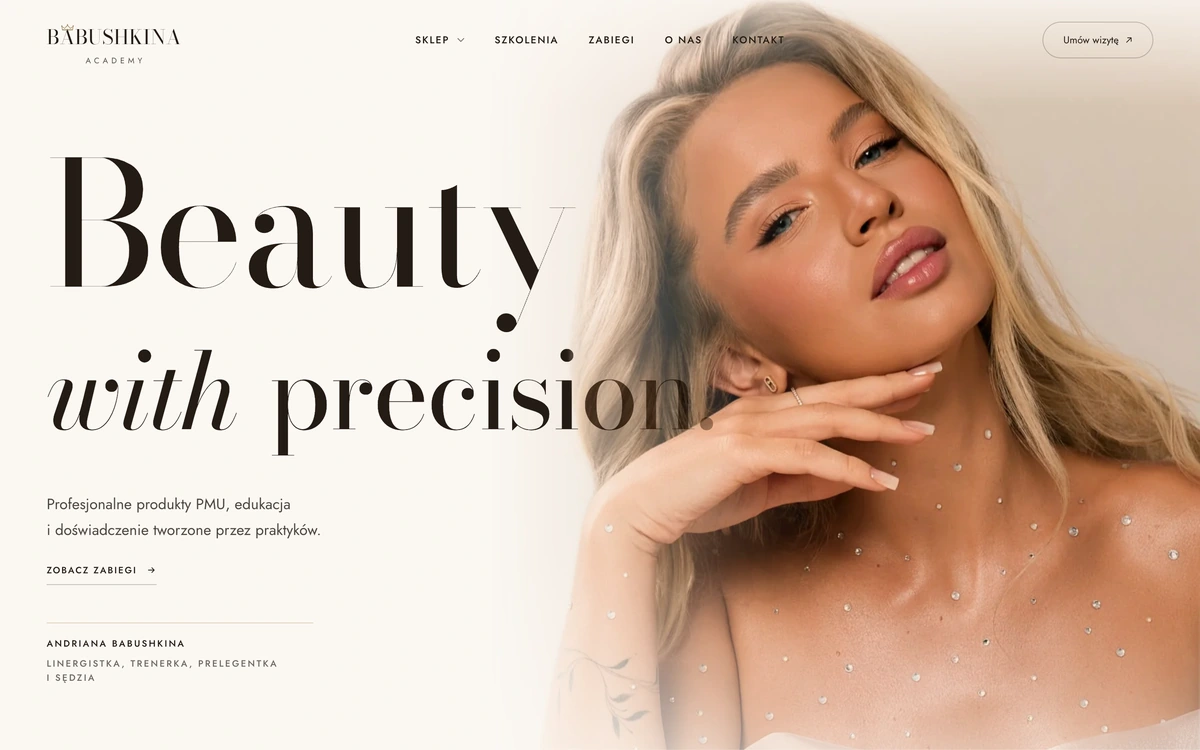 BABUSHKINA
ACADEMY
SKLEP
SZKOLENIA
ZABIEGI
O NAS
KONTAKT
Umów wizytę
Beauty
with precision.
Profesjonalne produkty PMU, edukacja
i doświadczenie tworzone przez praktyków.
ZOBACZ ZABIEGI
ANDRIANA BABUSHKINA
LINERGISTKA, TRENERKA, PRELEGENTKA
I SĘDZIA